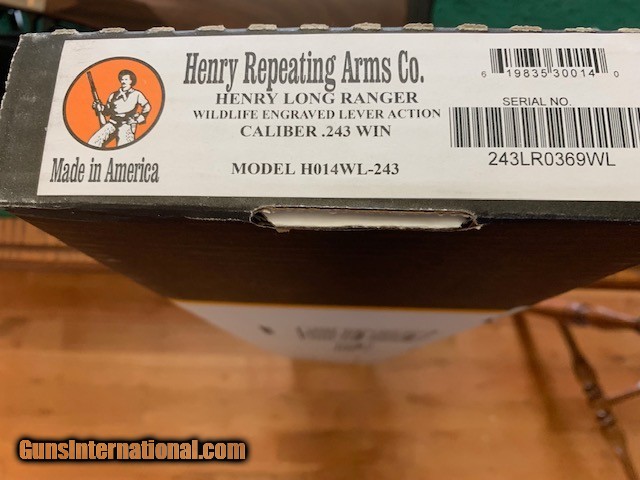 Henry Repeating Arms Co.
HENRY LONG RANGER
WILDLIFE ENGRAVED LEVER ACTION
CALIBER .243 WIN
MODEL H014WL-243
Made in America
6 19835 30014 0
SERIAL NO.
243LR0369WL
GunsInternational.com